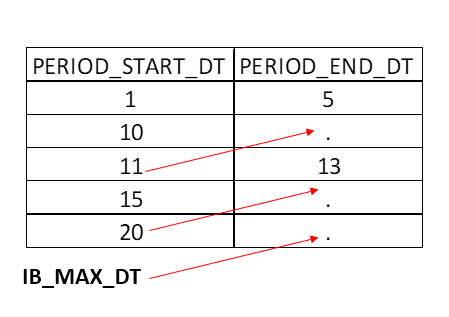 PERIOD_START_DT PERIOD_END_DT
1 5
10 .
11 13
15 .
20 .
IB_MAX_DT